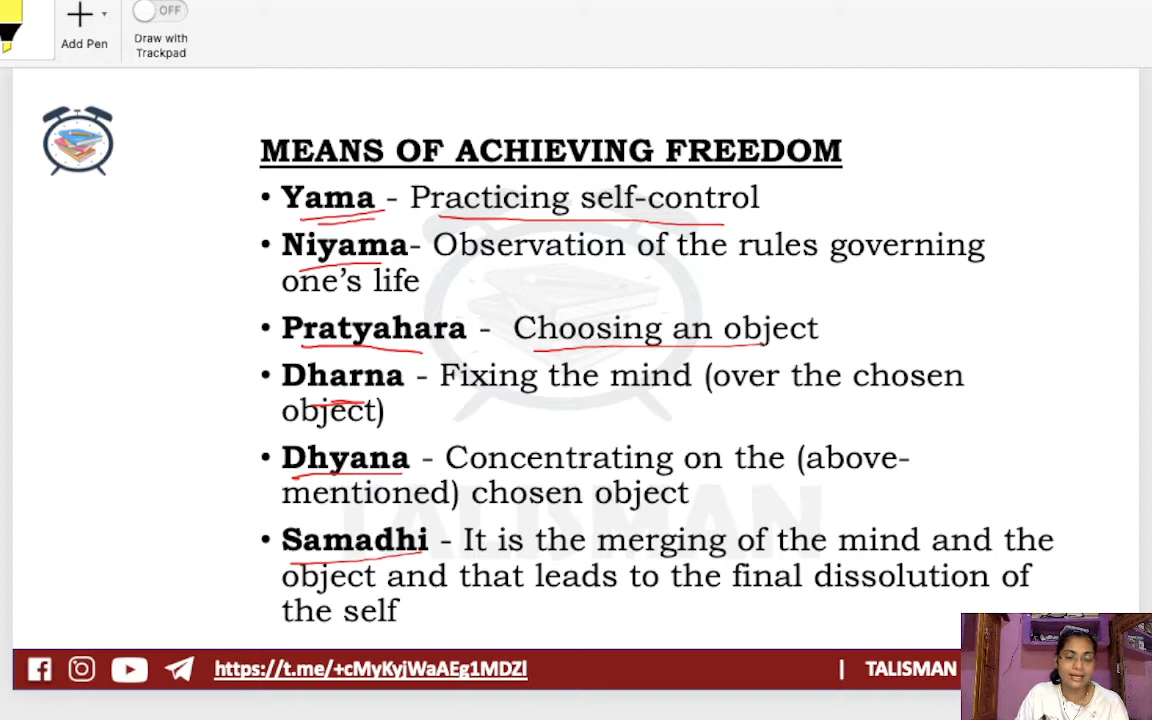 OFF
Add Pen
Draw with
Trackpad
MEANS OF ACHIEVING FREEDOM
• Yama - Practicing self-control
• Niyama- Observation of the rules governing
one's life
• Pratyahara - Choosing an object
• Dharna - Fixing the mind (over the chosen
object)
• Dhyana - Concentrating on the (above-
mentioned) chosen object
• Samadhi - It is the merging of the mind and the
object and that leads to the final dissolution of
the self
TALISMAN
https://t.me/+cMyKyjWaAEg1MDZl | TALISMAN